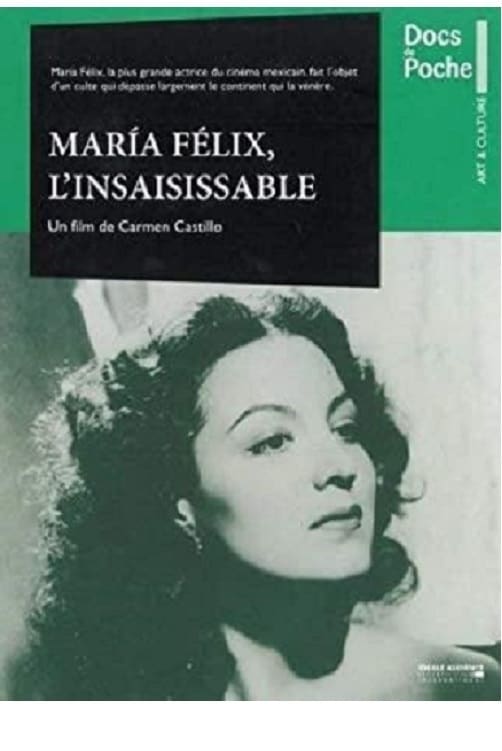 Docs
de
Poche
ART & CULTURE
María Félix, la plus grande actrice du cinéma mexicain, fait l'objet
d'un culte qui dépasse largement le continent qui la vénère.
MARÍA FÉLIX,
L'INSAISISSABLE
Un film de Carmen Castillo